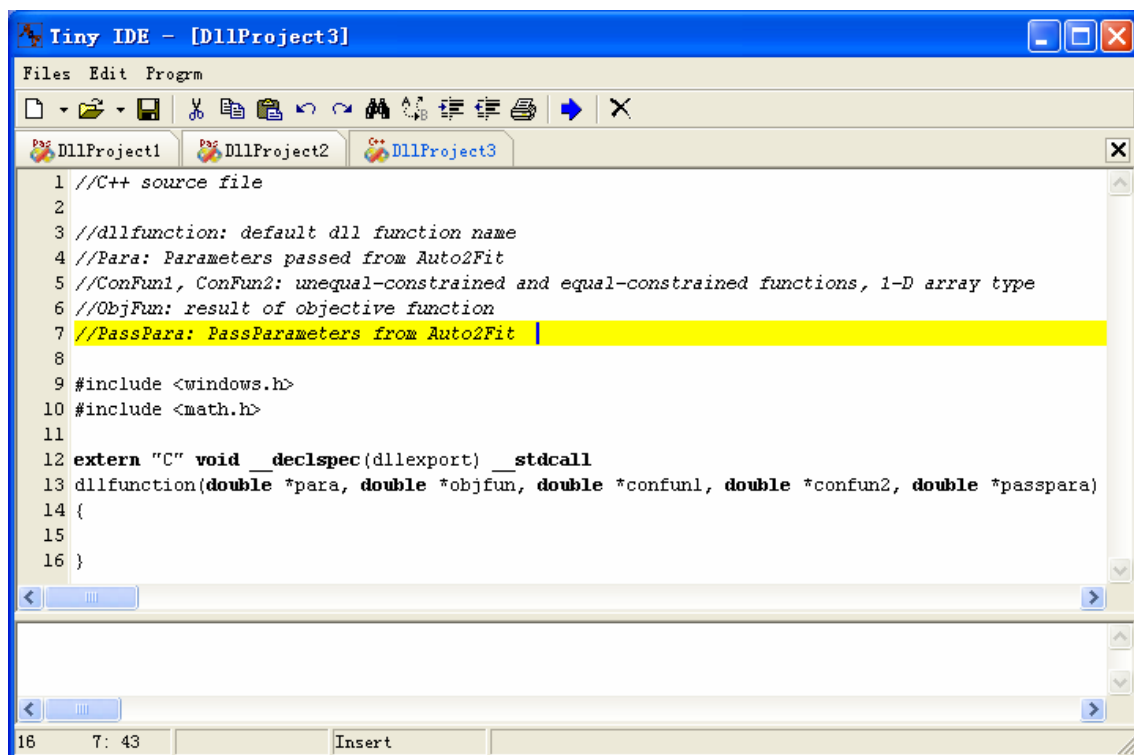 Tiny IDE - [DllProject3]
Files Edit Progrm
Pas DllProject1 Pas DllProject2 C++ DllProject3
1 //C++ source file
2
3 //dllfunction: default dll function name
4 //Para: Parameters passed from Auto2Fit
5 //ConFun1, ConFun2: unequal-constrained and equal-constrained functions, 1-D array type
6 //ObjFun: result of objective function
7 //PassPara: PassParameters from Auto2Fit
8
9 #include <windows.h>
10 #include <math.h>
11
12 extern "C" void __declspec(dllexport) __stdcall
13 dllfunction(double *para, double *objfun, double *confun1, double *confun2, double *passpara)
14 {
15
16 }
16 7: 43 Insert